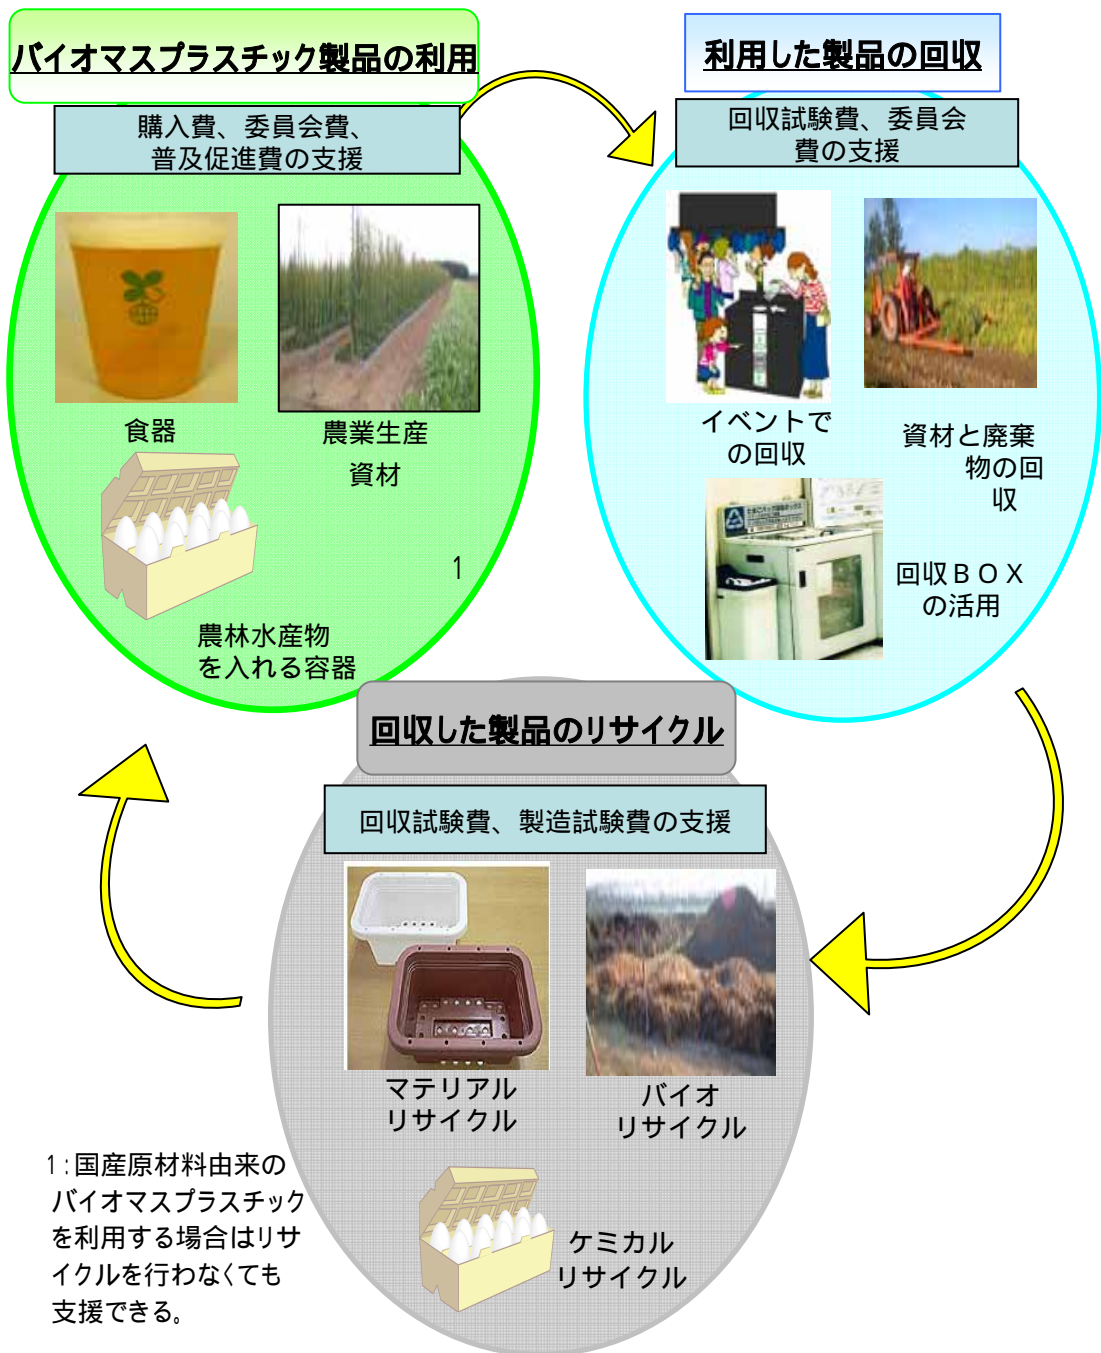 バイオマスプラスチック製品の利用
購入費、委員会費、
普及促進費の支援
食器
農業生産
資材
1
農林水産物
を入れる容器
利用した製品の回収
回収試験費、委員会
費の支援
イベントで
の回収
資材と廃棄
物の回
収
回収ＢＯＸ
の活用
回収した製品のリサイクル
回収試験費、製造試験費の支援
マテリアル
リサイクル
バイオ
リサイクル
ケミカル
リサイクル
1:国産原材料由来の
バイオマスプラスチック
を利用する場合はリサ
イクルを行わなくても
支援できる。